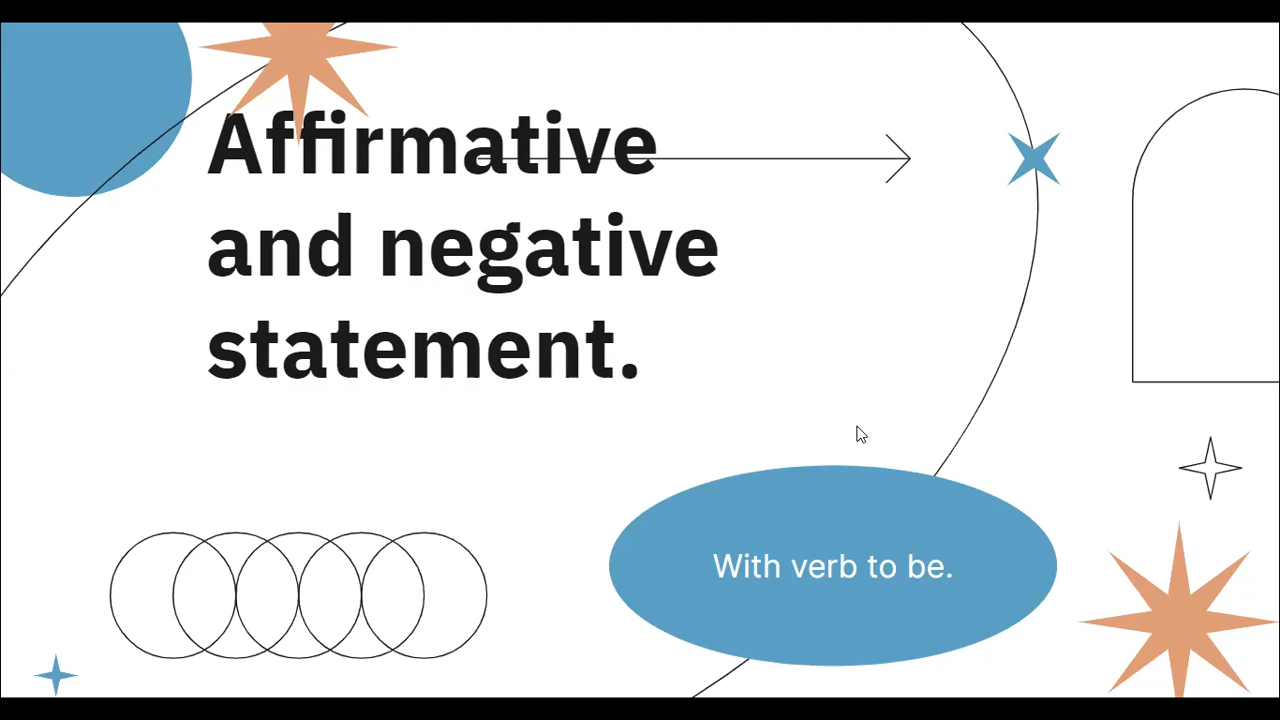 Affirmative
and negative
statement.
With verb to be.